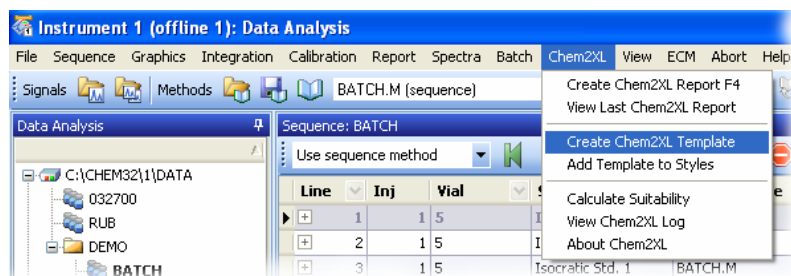 Instrument 1 (offline 1): Data Analysis
File Sequence Graphics Integration Calibration Report Spectra Batch Chem2XL View ECM Abort Help
Signals Methods BATCH.M (sequence)
Create Chem2XL Report F4
View Last Chem2XL Report
Create Chem2XL Template
Add Template to Styles
Calculate Suitability
View Chem2XL Log
About Chem2XL
Data Analysis
Sequence: BATCH
Use sequence method
C:\CHEM32\1\DATA
032700
RUB
DEMO
BATCH
Line Inj Vial
1 1 5
2 1 5
3 1 5 Isocratic Std. 1 BATCH.M